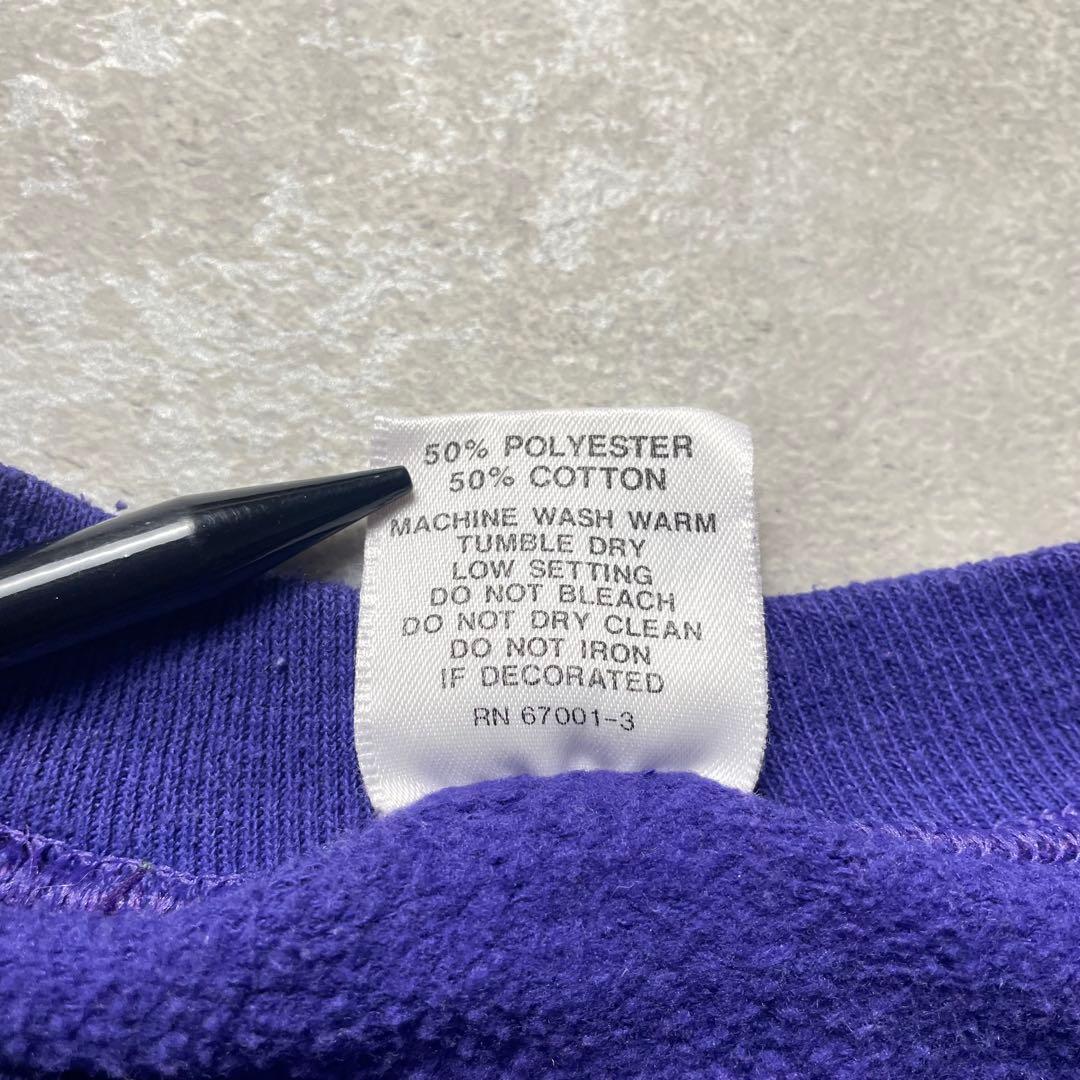 50% POLYESTER
50% COTTON
MACHINE WASH WARM
TUMBLE DRY
LOW SETTING
DO NOT BLEACH
DO NOT DRY CLEAN
DO NOT IRON
IF DECORATED
RN 67001-3